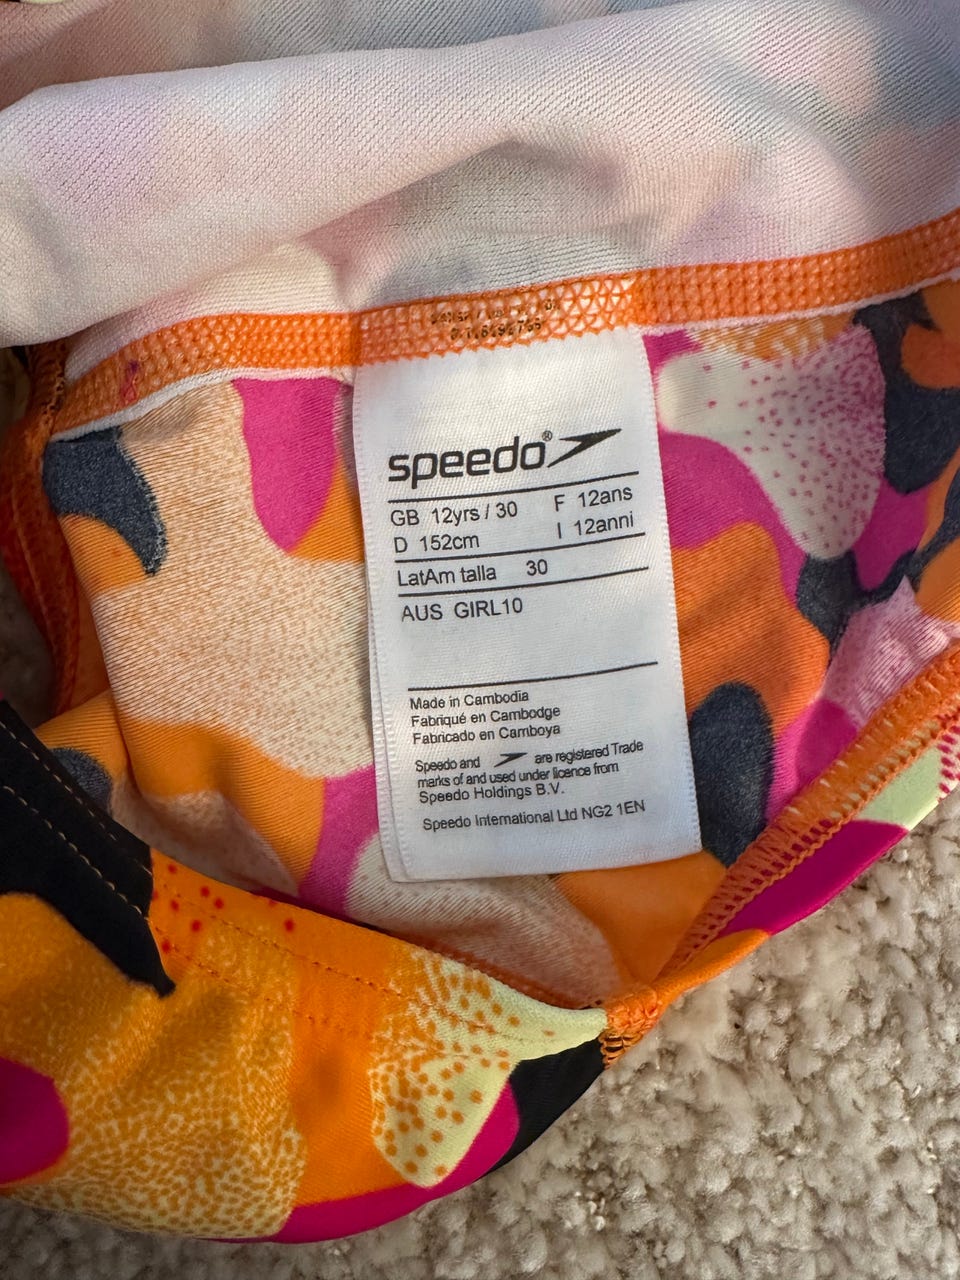 speedo®
GB 12yrs / 30 F 12ans
D 152cm I 12anni
LatAm talla 30
AUS GIRL10
Made in Cambodia
Fabriqué en Cambodge
Fabricado en Camboya
Speedo and are registered Trade
marks of and used under licence from
Speedo Holdings B.V.
Speedo International Ltd NG2 1EN